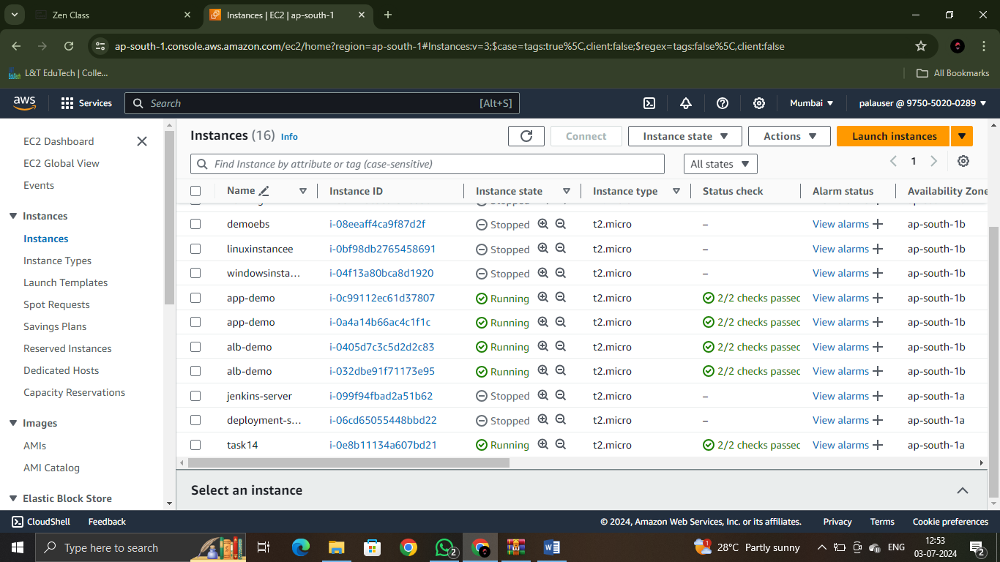 Zen Class
Instances | EC2 | ap-south-1
ap-south-1.console.aws.amazon.com/ec2/home?region=ap-south-1#Instances:v=3;$case=tags:true%5C,client:false;$regex=tags:false%5C,client:false
L&T EduTech | Colle...
All Bookmarks
aws Services Search [Alt+S] Mumbai palauser @ 9750-5020-0289
EC2 Dashboard
EC2 Global View
Events
Instances
Instances
Instance Types
Launch Templates
Spot Requests
Savings Plans
Reserved Instances
Dedicated Hosts
Capacity Reservations
Images
AMIs
AMI Catalog
Elastic Block Store
Instances (16) Info
Connect Instance state Actions Launch instances
Find Instance by attribute or tag (case-sensitive) All states 1
Name Instance ID Instance state Instance type Status check Alarm status Availability Zone
Stopped
demoebs i-08eeaff4ca9f87d2f Stopped t2.micro – View alarms + ap-south-1b
linuxinstancee i-0bf98db2765458691 Stopped t2.micro – View alarms + ap-south-1b
windowsinsta... i-04f13a80bca8d1920 Stopped t2.micro – View alarms + ap-south-1b
app-demo i-0c99112ec61d37807 Running t2.micro 2/2 checks passec View alarms + ap-south-1b
app-demo i-0a4a14b66ac4c1f1c Running t2.micro 2/2 checks passec View alarms + ap-south-1b
alb-demo i-0405d7c3c5d2d2c83 Running t2.micro 2/2 checks passec View alarms + ap-south-1b
alb-demo i-032dbe91f71173e95 Running t2.micro 2/2 checks passec View alarms + ap-south-1b
jenkins-server i-099f94fbad2a51b62 Stopped t2.micro – View alarms + ap-south-1a
deployment-s... i-06cd65055448bbd22 Stopped t2.micro – View alarms + ap-south-1a
task14 i-0e8b11134a607bd21 Running t2.micro 2/2 checks passec View alarms + ap-south-1a
Select an instance
CloudShell Feedback © 2024, Amazon Web Services, Inc. or its affiliates. Privacy Terms Cookie preferences
Type here to search 2 1 28°C Partly sunny ENG 12:53
03-07-2024 2